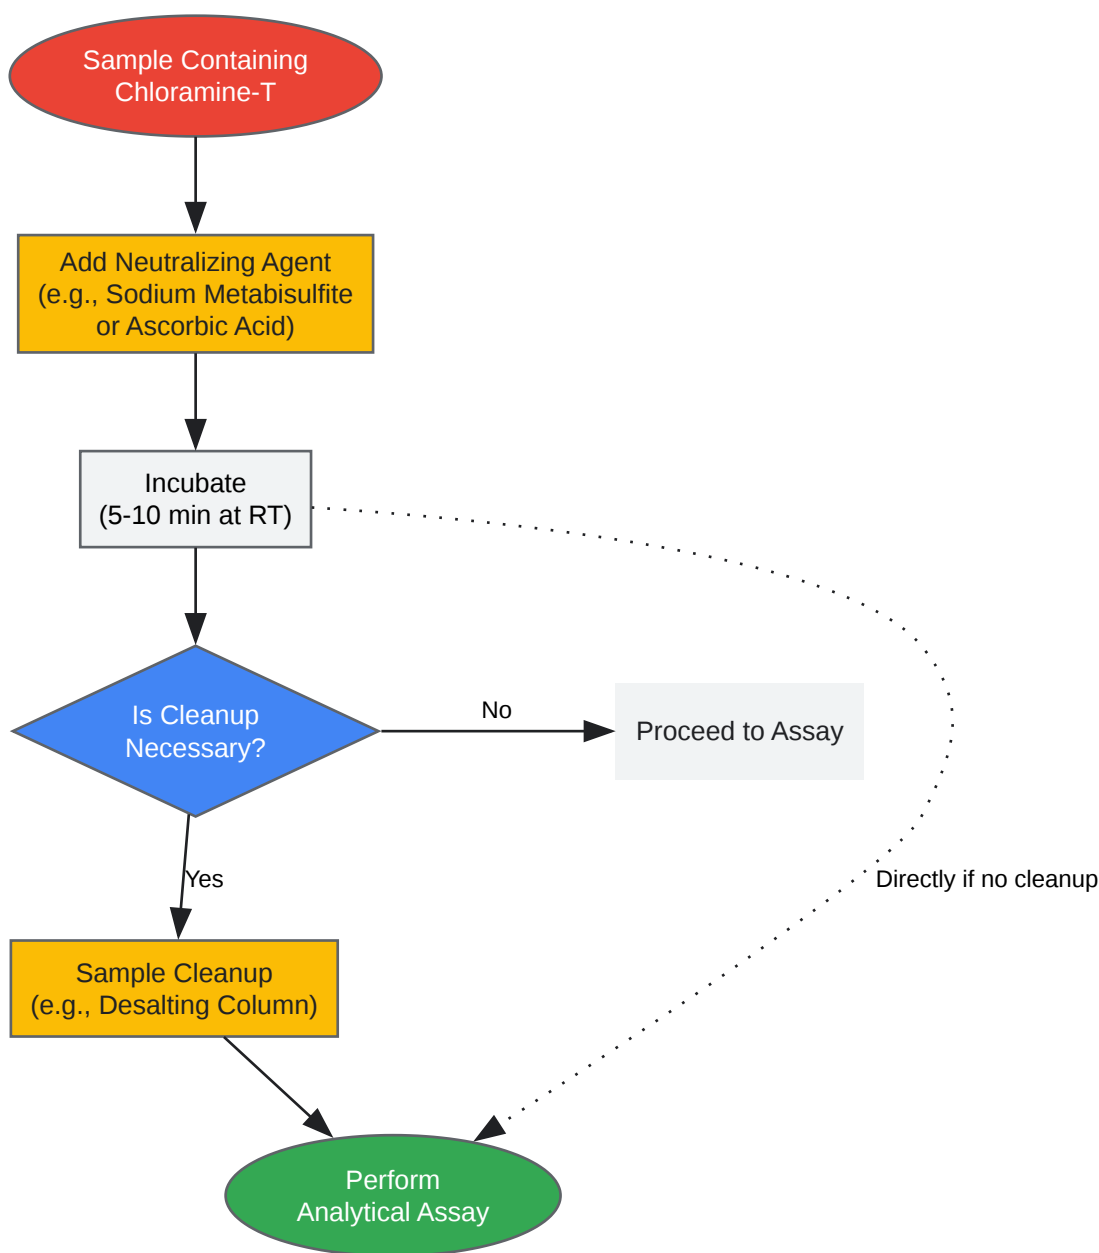 Sample Containing
Chloramine-T
Add Neutralizing Agent
(e.g., Sodium Metabisulfite
or Ascorbic Acid)
Incubate
(5-10 min at RT)
Is Cleanup
Necessary?
No
Proceed to Assay
Yes
Directly if no cleanup
Sample Cleanup
(e.g., Desalting Column)
Perform
Analytical Assay